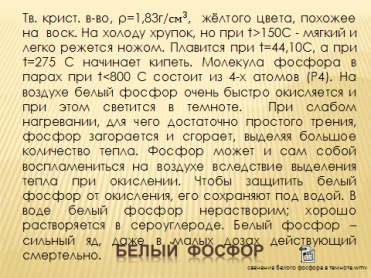 Тв. крист. в-во, ρ=1,83г/см³, жёлтого цвета, похожее
на воск. На холоду хрупок, но при t>150С - мягкий и
легко режется ножом. Плавится при t=44,10С, а при
t=275 С начинает кипеть. Молекула фосфора в
парах при t<800 С состоит из 4-х атомов (Р4). На
воздухе белый фосфор очень быстро окисляется и
при этом светится в темноте. При слабом
нагревании, для чего достаточно простого трения,
фосфор загорается и сгорает, выделяя большое
количество тепла. Фосфор может и сам собой
воспламениться на воздухе вследствие выделения
тепла при окислении. Чтобы защитить белый
фосфор от окисления, его сохраняют под водой. В
воде белый фосфор нерастворим; хорошо
растворяется в сероуглероде. Белый фосфор –
сильный яд, даже в малых дозах действующий
смертельно.
БЕЛЫЙ ФОСФОР
свечение белого фосфора в темноте.wmv